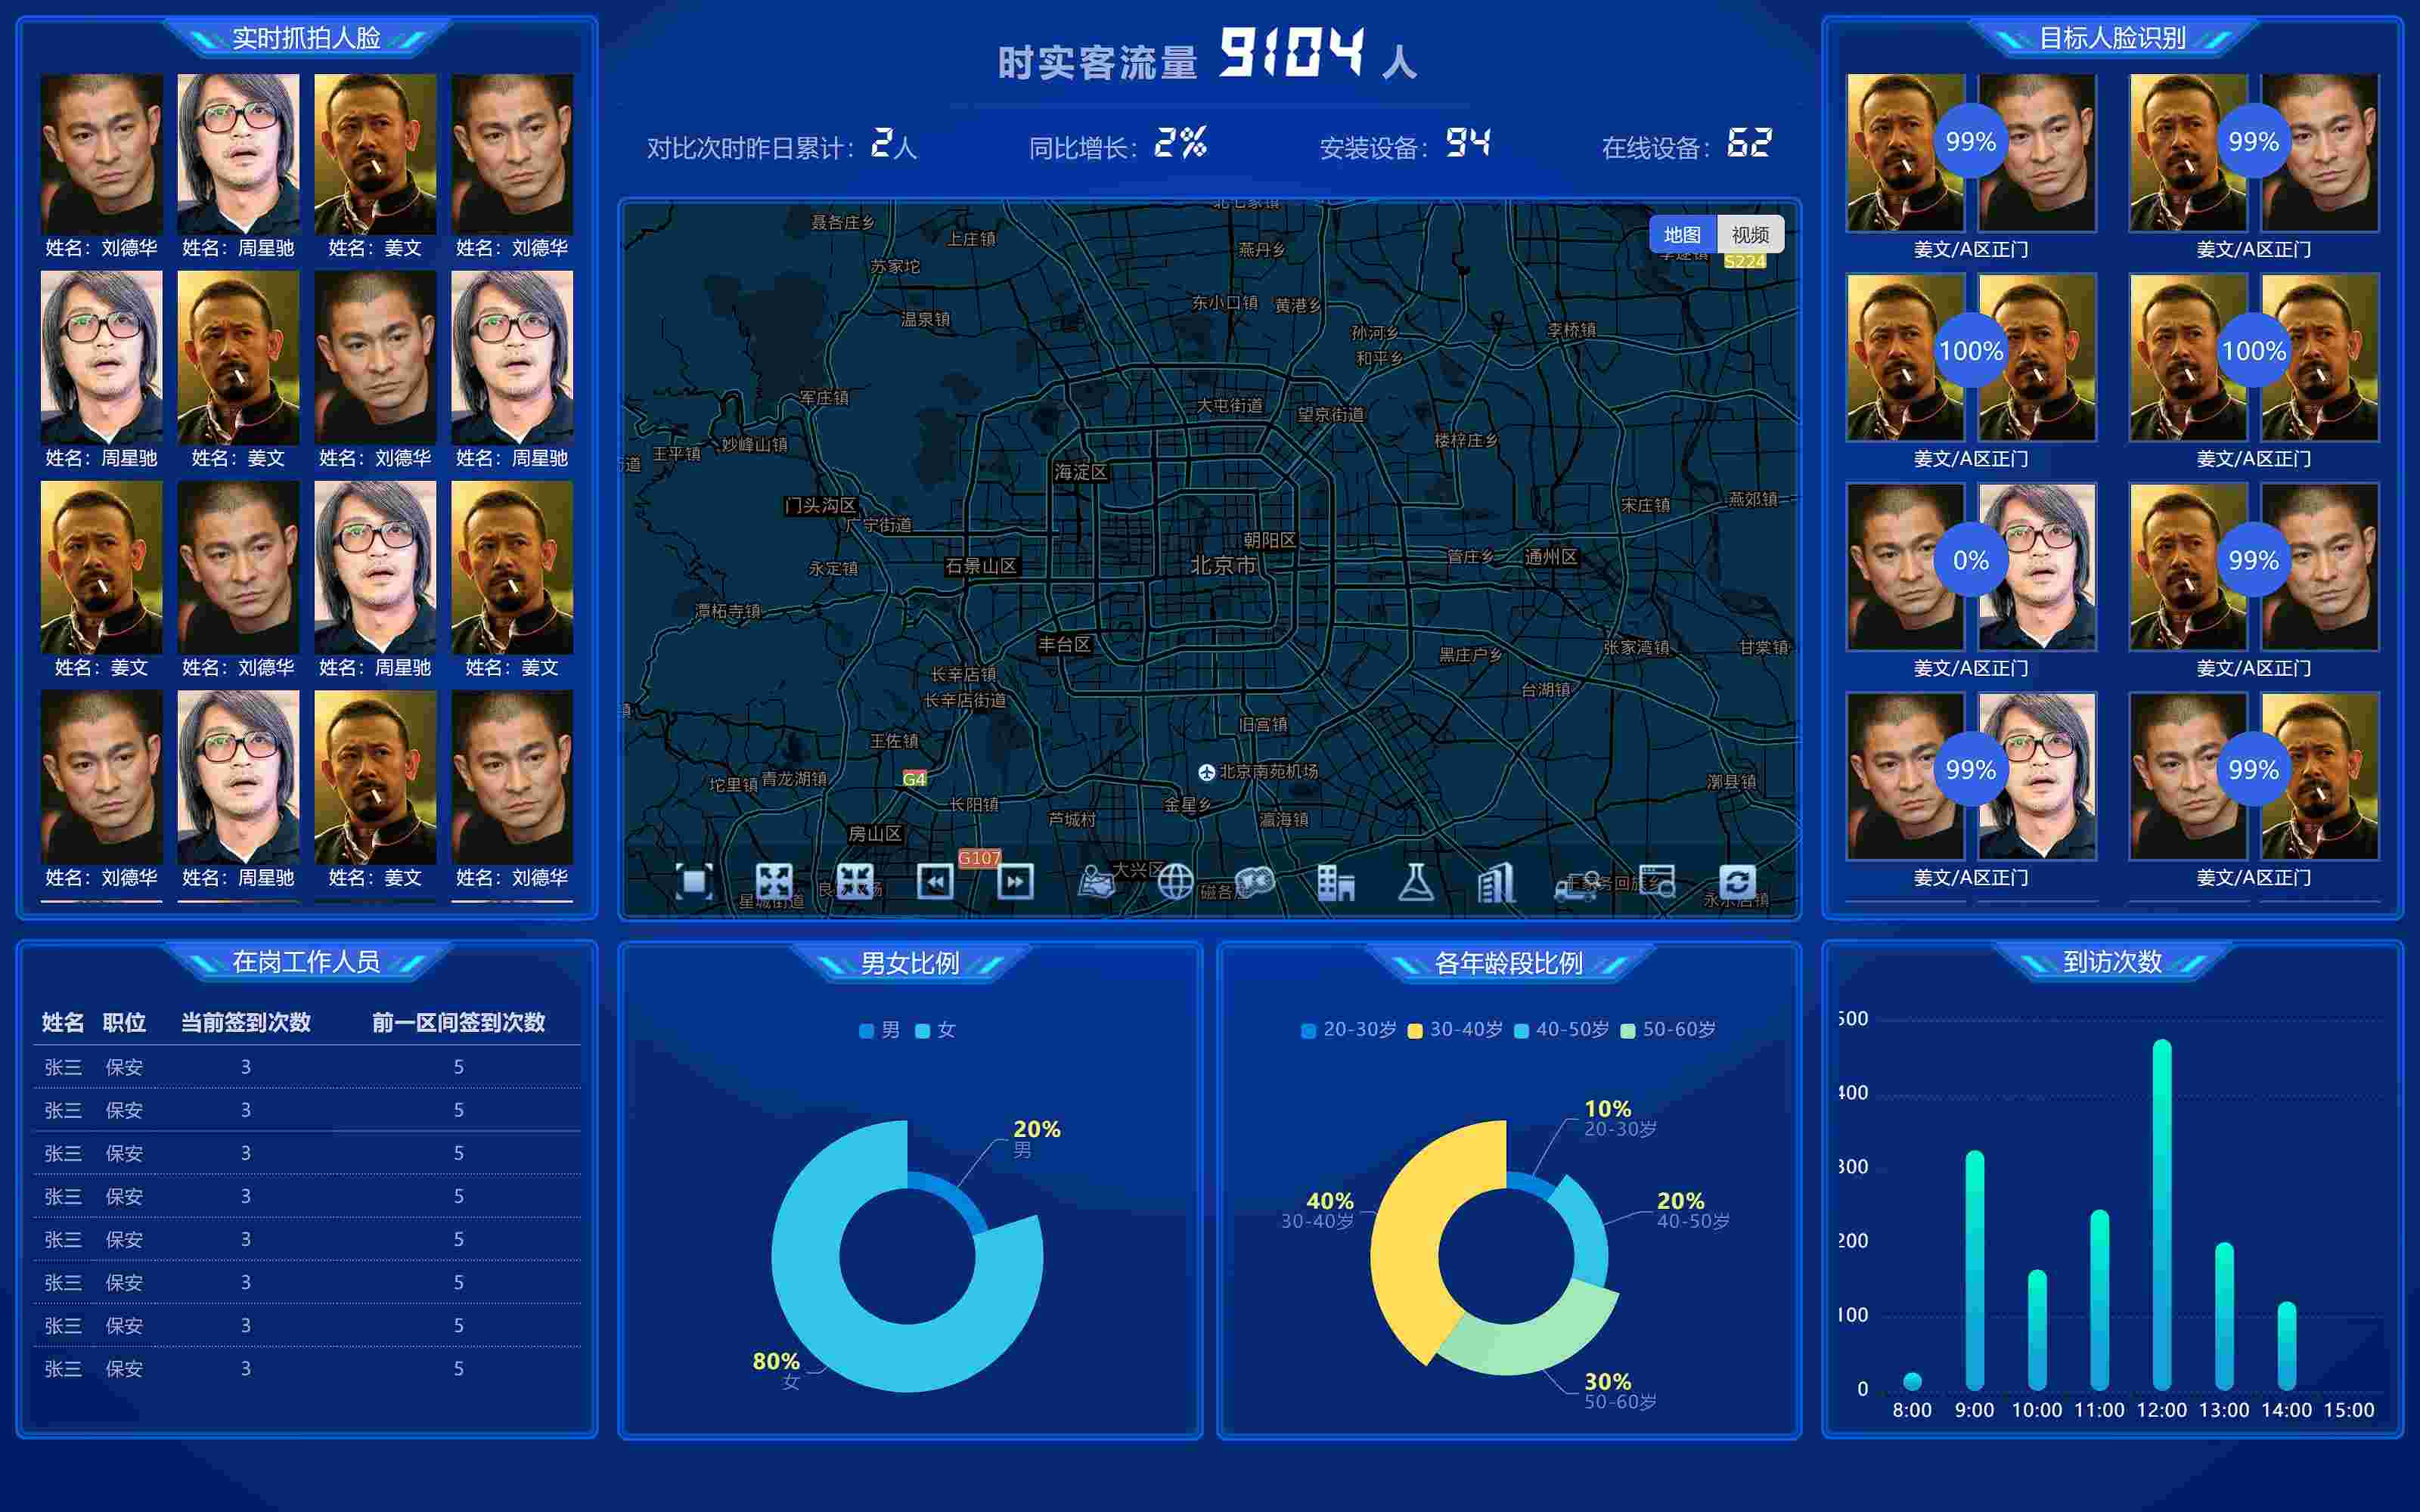 实时抓拍人脸
姓名：刘德华 姓名：周星驰 姓名：姜文 姓名：刘德华
姓名：周星驰 姓名：姜文 姓名：刘德华 姓名：周星驰
姓名：姜文 姓名：刘德华 姓名：周星驰 姓名：姜文
姓名：刘德华 姓名：周星驰 姓名：姜文 姓名：刘德华
时实客流量 9104 人
对比次时昨日累计：2人 同比增长：2% 安装设备：94 在线设备：62
地图 视频
S224
聂各庄乡
上庄镇
燕丹乡
苏家坨
东小口镇 黄港乡
温泉镇
孙河乡
李桥镇
和平乡
军庄镇
大屯街道
望京街道
王平镇
妙峰山镇
楼梓庄乡
海淀区
门头沟区
广宁街道
宋庄镇
燕郊镇
朝阳区
石景山区
北京市
管庄乡
通州区
永定镇
潭柘寺镇
丰台区
黑庄户乡
张家湾镇
甘棠镇
长辛店镇
长辛店街道
台湖镇
旧宫镇
王佐镇
坨里镇
青龙湖镇
G4
北京南苑机场
漷县镇
长阳镇
金星乡
芦城村
瀛海镇
房山区
G107
大兴区
星城街道
永乐店镇
目标人脸识别
99% 99%
姜文/A区正门 姜文/A区正门
100% 100%
姜文/A区正门 姜文/A区正门
0% 99%
姜文/A区正门 姜文/A区正门
99% 99%
姜文/A区正门 姜文/A区正门
在岗工作人员
姓名 职位 当前签到次数 前一区间签到次数
张三 保安 3 5
张三 保安 3 5
张三 保安 3 5
张三 保安 3 5
张三 保安 3 5
张三 保安 3 5
张三 保安 3 5
张三 保安 3 5
男女比例
男 女
20%
男
80%
女
各年龄段比例
20-30岁 30-40岁 40-50岁 50-60岁
10%
20-30岁
40%
30-40岁
20%
40-50岁
30%
50-60岁
到访次数
500
400
300
200
100
0
8:00 9:00 10:00 11:00 12:00 13:00 14:00 15:00